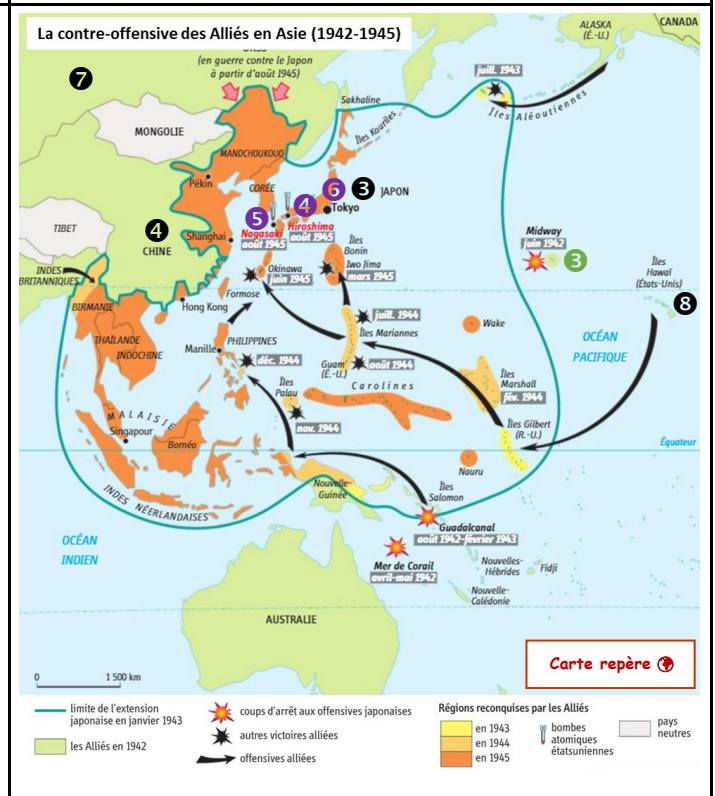 La contre-offensive des Alliés en Asie (1942-1945)
(en guerre contre le Japon
à partir d'août 1945)
ALASKA
(É.-U.)
CANADA
juill. 1943
Îles Aléoutiennes
7
MONGOLIE
Sakhaline
Îles Kouriles
MANDCHOUKOUO
Pékin
CORÉE
6
3
JAPON
Tokyo
5
4
TIBET
4
CHINE
Shanghai
Nagasaki
août 1945
Hiroshima
août 1945
Midway
juin 1942
3
Îles
Bonin
Iwo Jima
mars 1945
Îles
Hawaï
(États-Unis)
8
INDES
BRITANNIQUES
Okinawa
juin 1945
Formose
Hong Kong
BIRMANIE
THAÏLANDE
INDOCHINE
juill. 1944
Îles Mariannes
Wake
OCÉAN
PACIFIQUE
Manille
PHILIPPINES
déc. 1944
Guam
(É.-U.)
août 1944
Îles
Palau
Carolines
Îles
Marshall
fév. 1944
nov. 1944
MALAISIE
Singapour
Bornéo
Îles Gilbert
(R.-U.)
Équateur
Nauru
INDES NÉERLANDAISES
Nouvelle-
Guinée
Îles
Salomon
Guadalcanal
août 1942-février 1943
OCÉAN
INDIEN
Mer de Corail
avril-mai 1942
Nouvelles-
Hébrides
Fidji
Nouvelle-
Calédonie
AUSTRALIE
Carte repère
0
1 500 km
limite de l'extension
japonaise en janvier 1943
les Alliés en 1942
coups d'arrêt aux offensives japonaises
autres victoires alliées
offensives alliées
Régions reconquises par les Alliés
en 1943
en 1944
en 1945
bombes
atomiques
étatsuniennes
pays
neutres